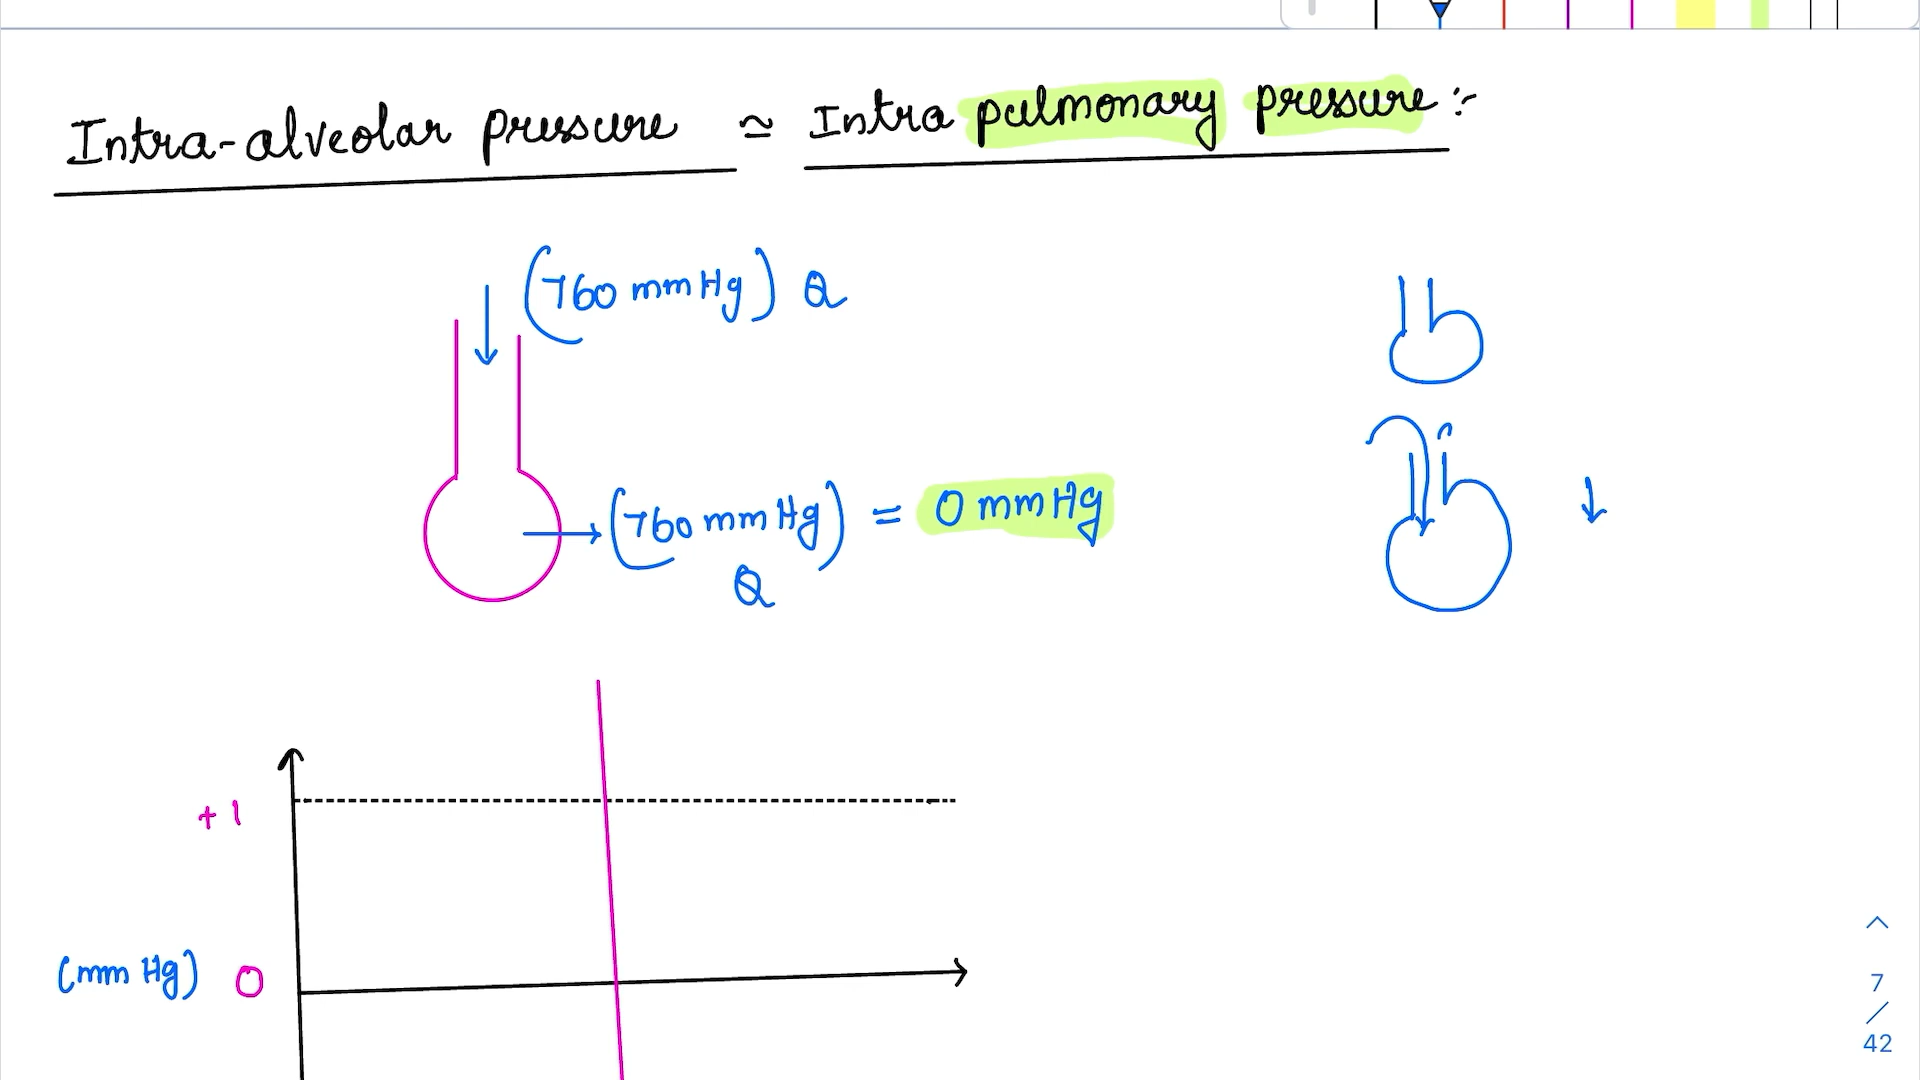 Intra-alveolar pressure ≃ Intra pulmonary pressure :-
(760 mmHg) Q
(760 mmHg) = 0 mmHg
Q
+1
(mm Hg) 0
7
/
42